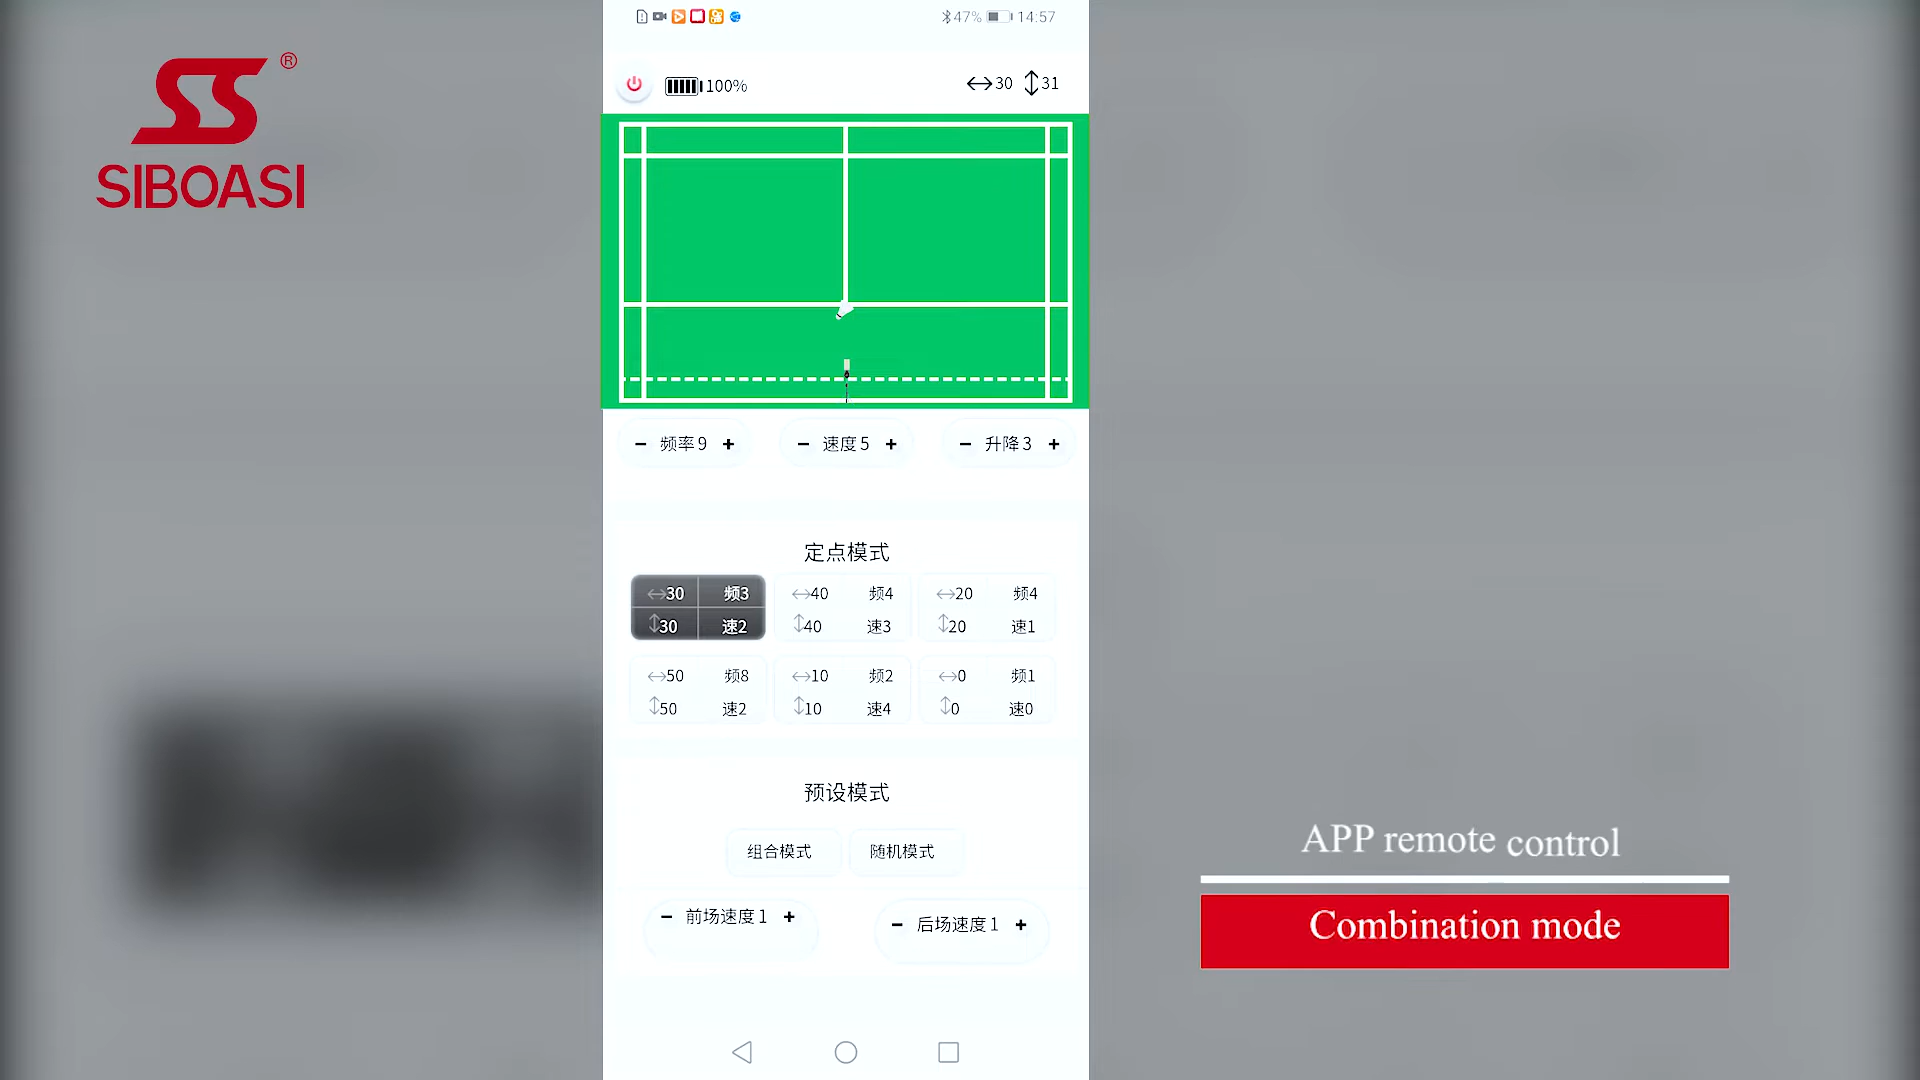 47% 14:57
SS®
SIBOASI
100% 30 31
- 频率9 + - 速度5 + - 升降3 +
定点模式
30 频3 40 频4 20 频4
30 速2 40 速3 20 速1
50 频8 10 频2 0 频1
50 速2 10 速4 0 速0
预设模式
组合模式 随机模式
- 前场速度1 + - 后场速度1 +
APP remote control
Combination mode